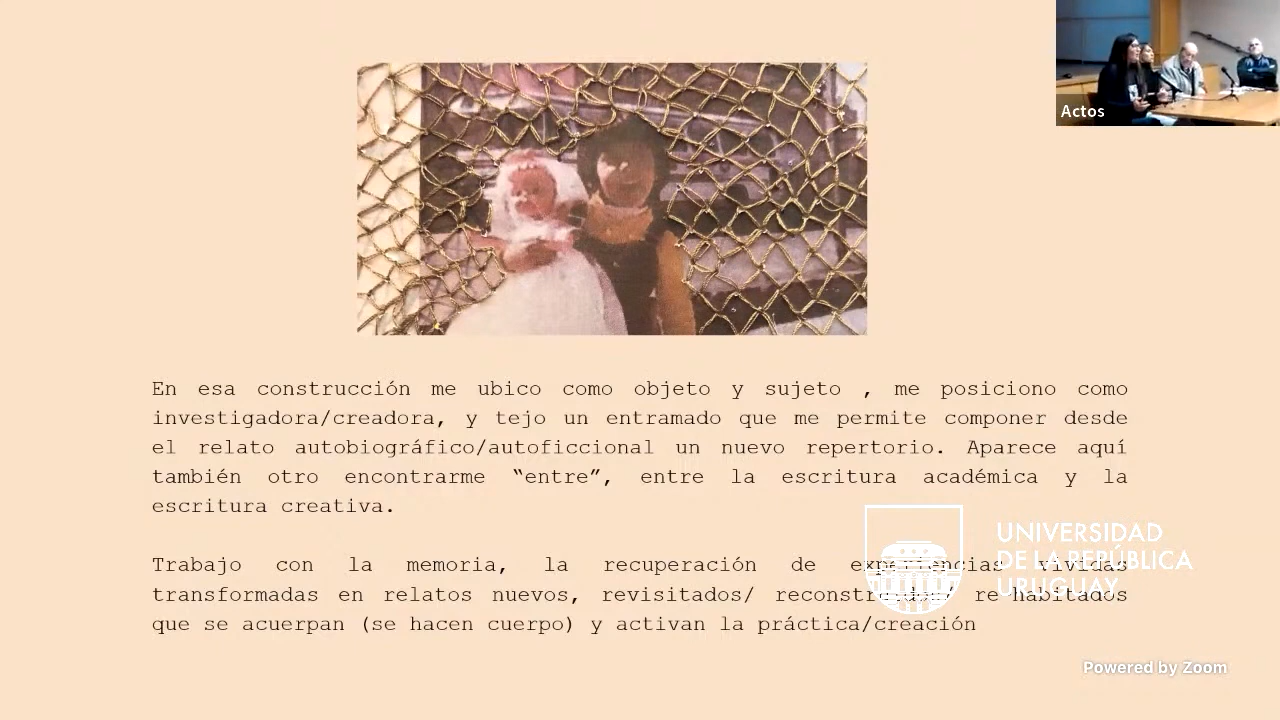 Actos
En esa construcción me ubico como objeto y sujeto , me posiciono como
investigadora/creadora, y tejo un entramado que me permite componer desde
el relato autobiográfico/autoficcional un nuevo repertorio. Aparece aquí
también otro encontrarme “entre”, entre la escritura académica y la
escritura creativa.
Trabajo con la memoria, la recuperación de experiencias vividas
transformadas en relatos nuevos, revisitados/ re-habitados
que se acuerpan (se hacen cuerpo) y activan la práctica/creación
UNIVERSIDAD
DE LA REPÚBLICA
URUGUAY
Powered by Zoom